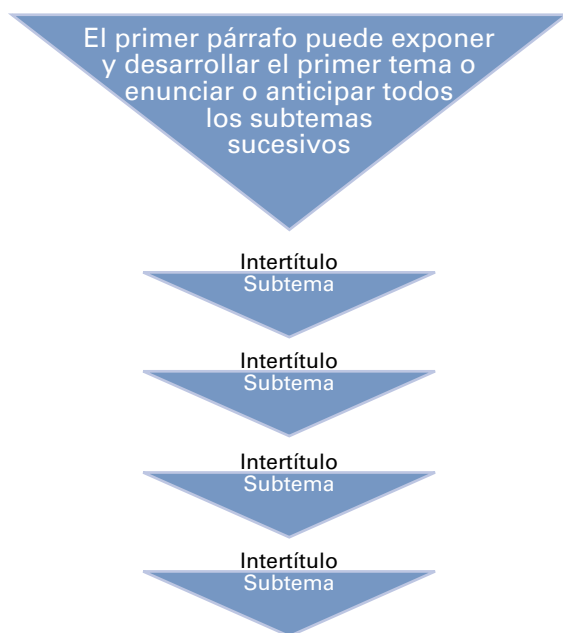 El primer párrafo puede exponer
y desarrollar el primer tema o
enunciar o anticipar todos
los subtemas
sucesivos
Intertítulo
Subtema
Intertítulo
Subtema
Intertítulo
Subtema
Intertítulo
Subtema